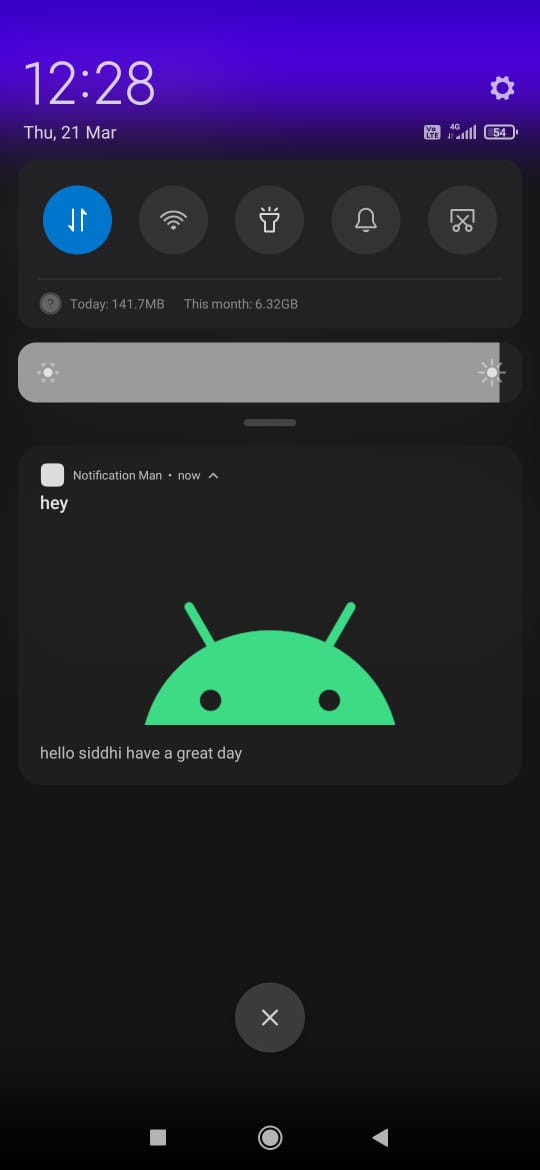 12:28
Thu, 21 Mar
Vo LTE 4G 54
Today: 141.7MB This month: 6.32GB
Notification Man • now
hey
hello siddhi have a great day